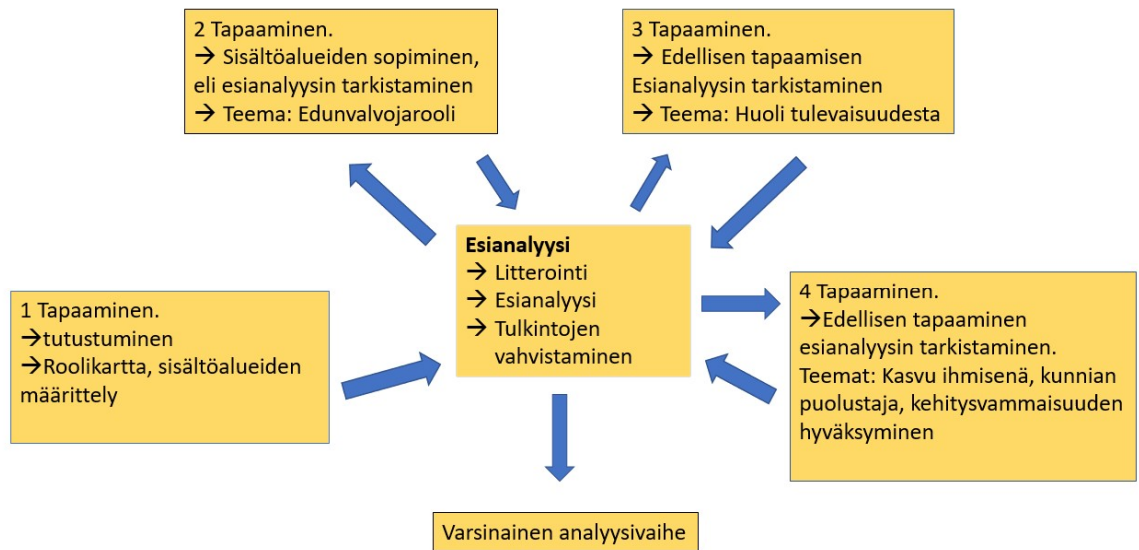 2 Tapaaminen.
→ Sisältöalueiden sopiminen,
eli esianalyysin tarkistaminen
→ Teema: Edunvalvojarooli
3 Tapaaminen.
→ Edellisen tapaamisen
Esianalyysin tarkistaminen
→ Teema: Huoli tulevaisuudesta
Esianalyysi
→ Litterointi
→ Esianalyysi
→ Tulkintojen
vahvistaminen
1 Tapaaminen.
→tutustuminen
→Roolikartta, sisältöalueiden
määrittely
4 Tapaaminen.
→Edellisen tapaaminen
esianalyysin tarkistaminen.
Teemat: Kasvu ihmisenä, kunnian
puolustaja, kehitysvammaisuuden
hyväksyminen
Varsinainen analyysivaihe